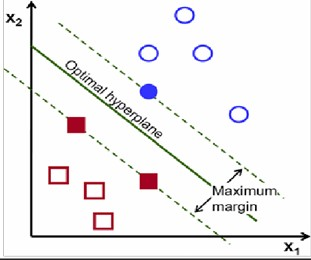 x2
Optimal hyperplane
Maximum
margin
x1